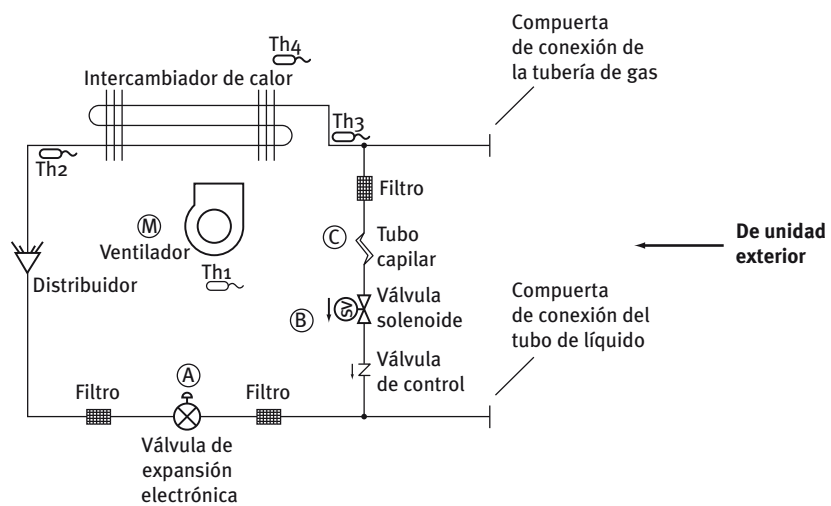 Compuerta
de conexión de
la tubería de gas
Th4
Intercambiador de calor
Th3
Th2
Filtro
M
Ventilador
C
Tubo
capilar
De unidad
exterior
Th1
Distribuidor
B
SV
Válvula
solenoide
Compuerta
de conexión del
tubo de líquido
Válvula
de control
Filtro
A
Filtro
Válvula de
expansión
electrónica